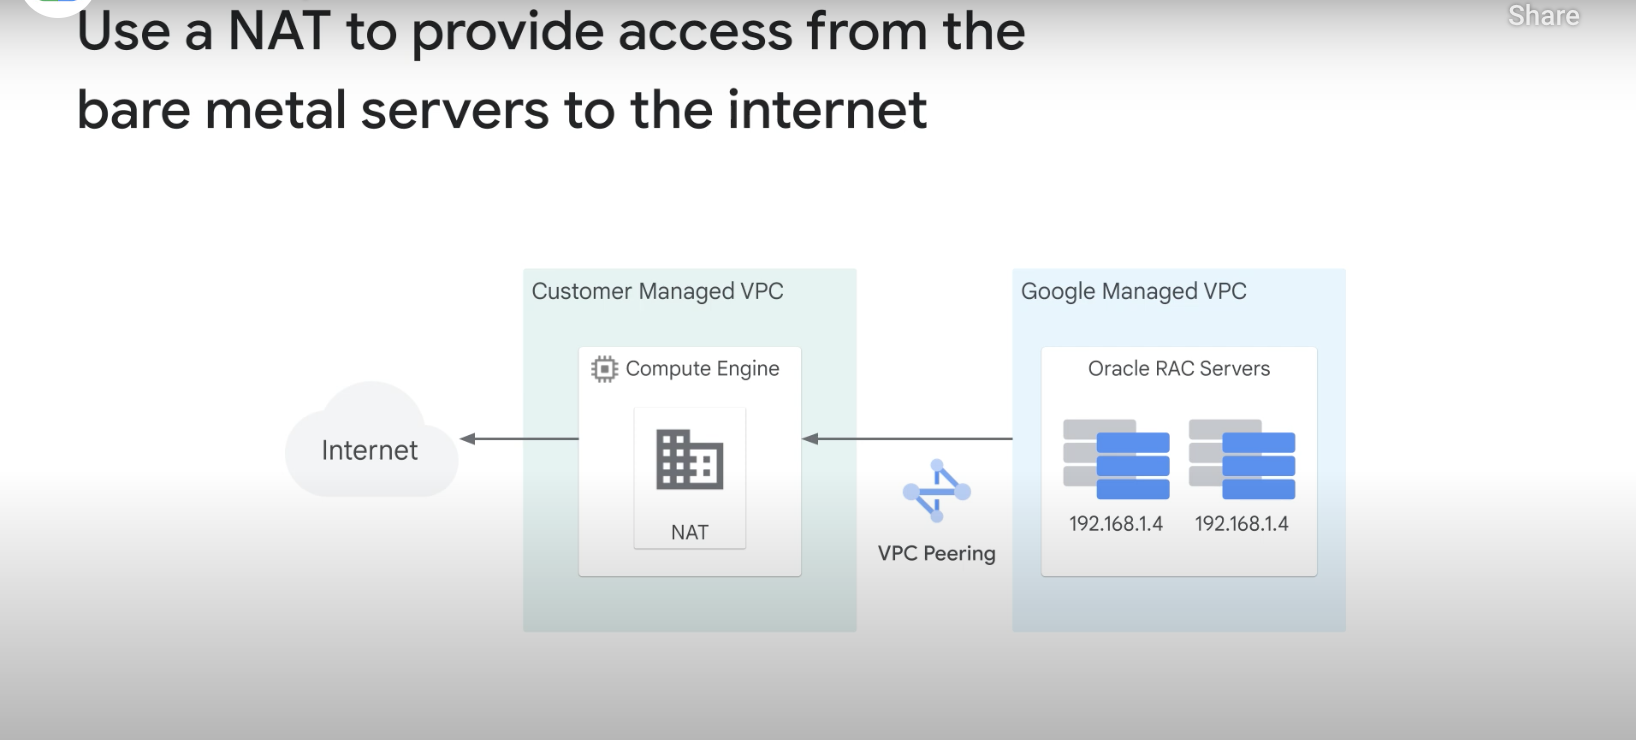 Share
Use a NAT to provide access from the
bare metal servers to the internet
Customer Managed VPC
Google Managed VPC
Compute Engine
Oracle RAC Servers
Internet
NAT
VPC Peering
192.168.1.4
192.168.1.4